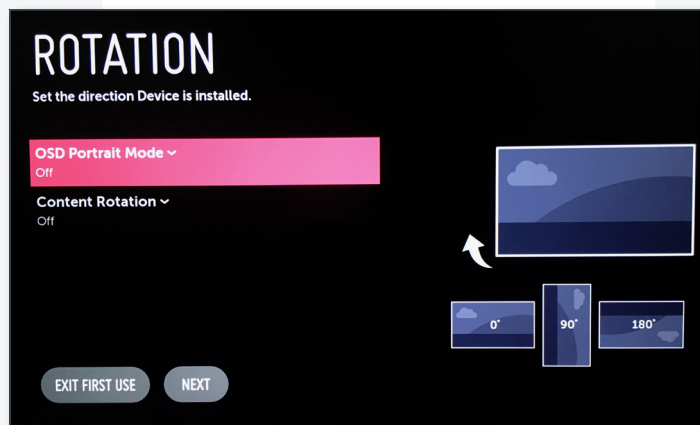 ROTATION
Set the direction Device is installed.
OSD Portrait Mode
Off
Content Rotation
Off
0°
90°
180°
EXIT FIRST USE
NEXT